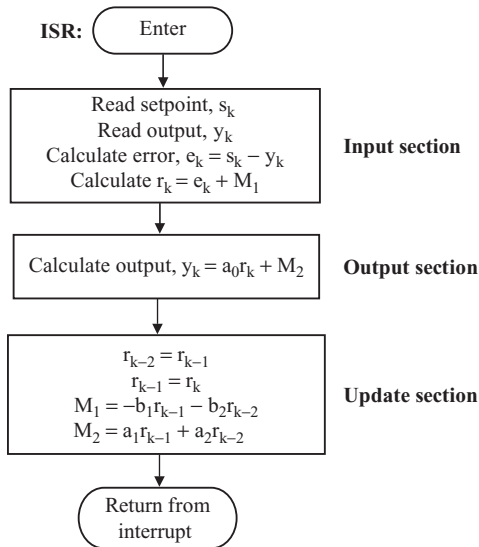 ISR: Enter
Read setpoint, sₖ
Read output, yₖ
Calculate error, eₖ = sₖ – yₖ
Calculate rₖ = eₖ + M₁
Input section
Calculate output, yₖ = a₀rₖ + M₂
Output section
rₖ₋₂ = rₖ₋₁
rₖ₋₁ = rₖ
M₁ = –b₁rₖ₋₁ – b₂rₖ₋₂
M₂ = a₁rₖ₋₁ + a₂rₖ₋₂
Update section
Return from
interrupt